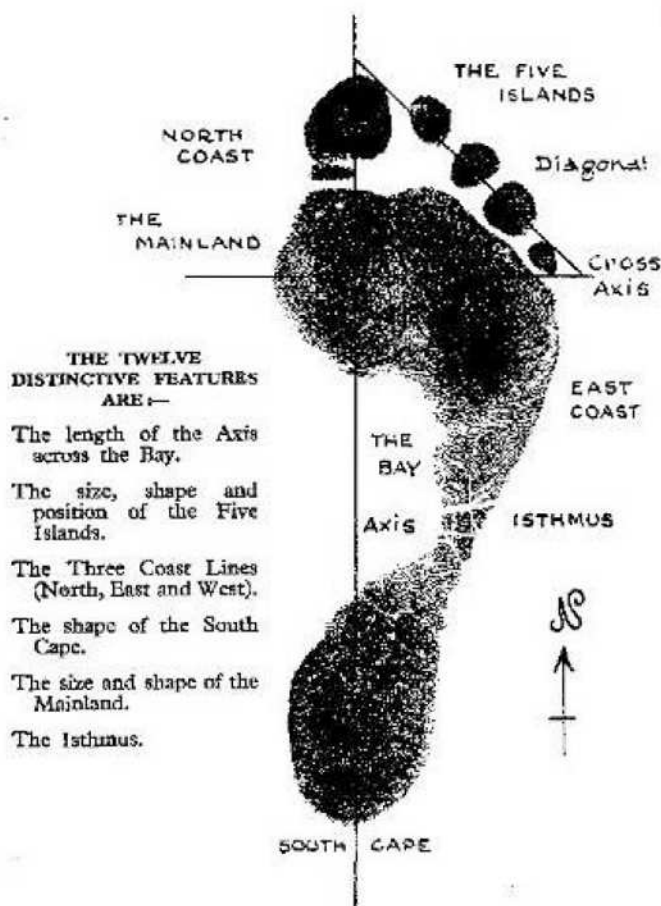 THE FIVE
ISLANDS
NORTH
COAST
Diagonal
THE
MAINLAND
Cross
Axis
THE TWELVE
DISTINCTIVE FEATURES
ARE:—
The length of the Axis
across the Bay.
The size, shape and
position of the Five
Islands.
The Three Coast Lines
(North, East and West).
The shape of the South
Cape.
The size and shape of the
Mainland.
The Isthmus.
EAST
COAST
THE
BAY
Axis
ISTHMUS
N
SOUTH CAPE